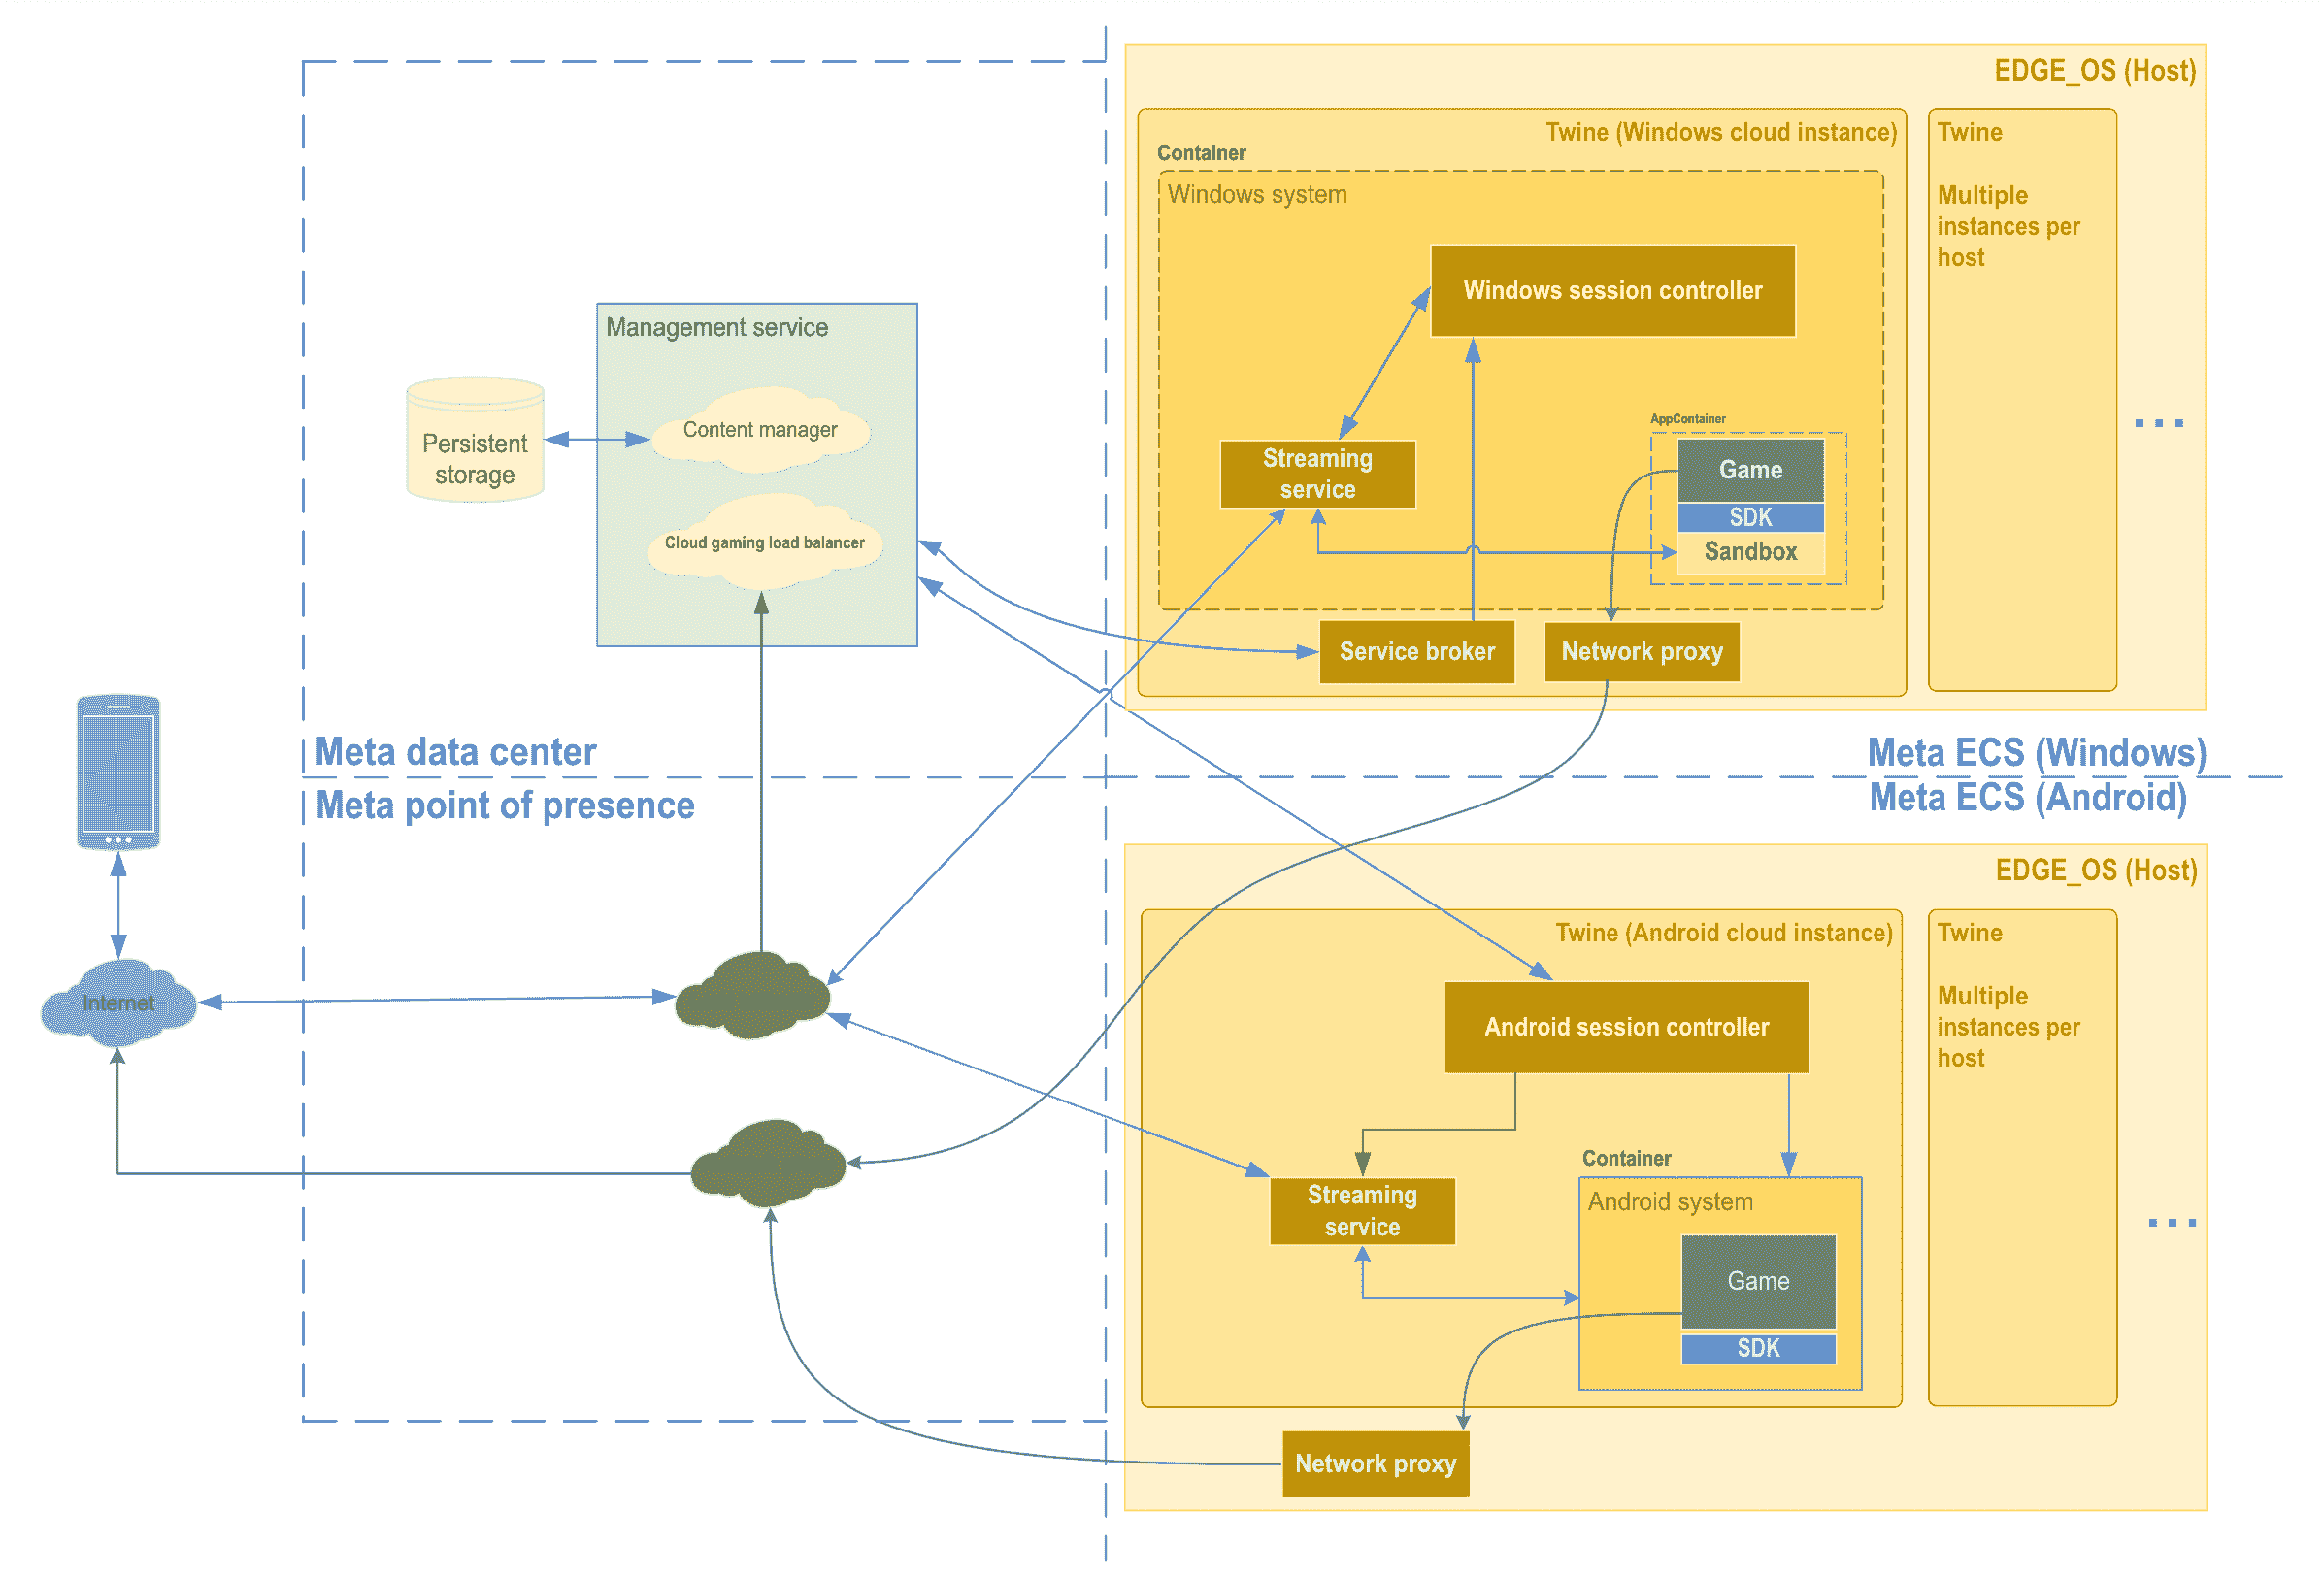 EDGE_OS (Host)
Twine (Windows cloud instance)
Container
Windows system
Windows session controller
Streaming
service
AppContainer
Game
SDK
Sandbox
Service broker
Network proxy
Twine
Multiple
instances per
host
...
Management service
Content manager
Cloud gaming load balancer
Persistent
storage
Meta data center
Meta point of presence
Internet
Meta ECS (Windows)
Meta ECS (Android)
EDGE_OS (Host)
Twine (Android cloud instance)
Android session controller
Streaming
service
Container
Android system
Game
SDK
Network proxy
Twine
Multiple
instances per
host
...